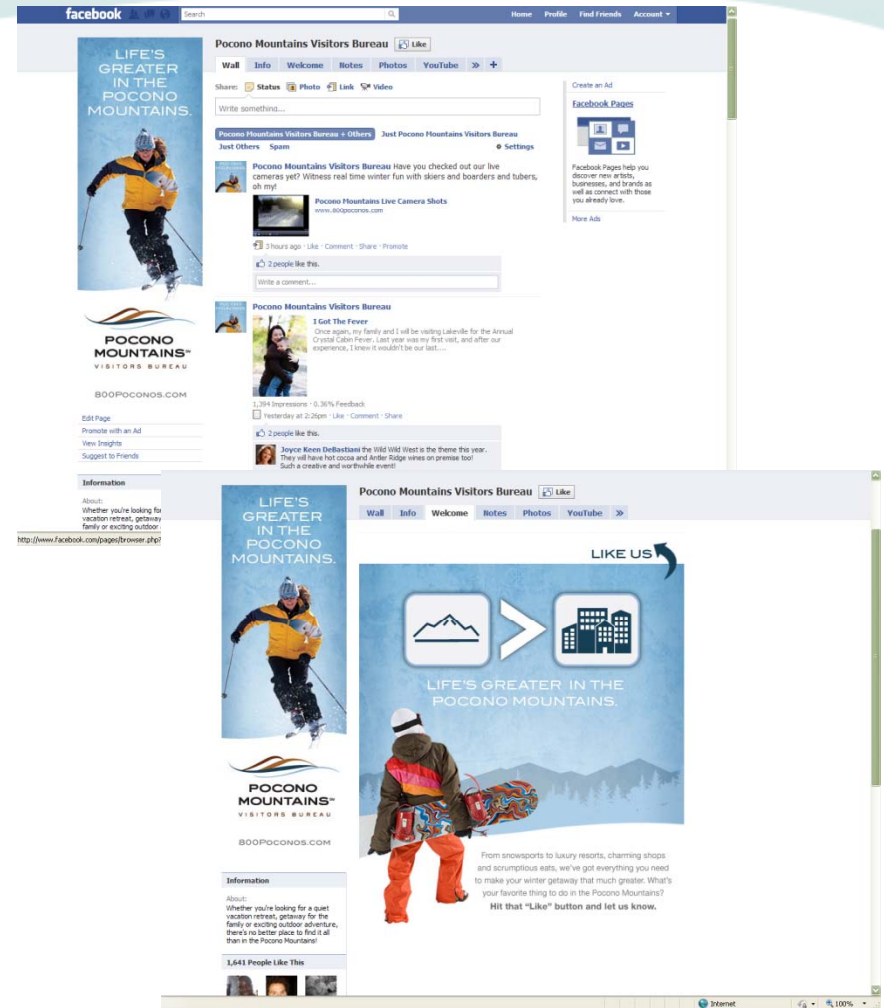 facebook
Search
Home Profile Find Friends Account
LIFE'S
GREATER
IN THE
POCONO
MOUNTAINS.
POCONO
MOUNTAINS℠
VISITORS BUREAU
800POCONOS.COM
Edit Page
Promote with an Ad
View Insights
Suggest to Friends
Information
About:
Whether you're looking for
vacation retreat, getaway
family or exciting outdoor
http://www.facebook.com/pages/browser.php?
Pocono Mountains Visitors Bureau Like
Wall Info Welcome Notes Photos YouTube » +
Share: Status Photo Link Video
Write something...
Pocono Mountains Visitors Bureau + Others Just Pocono Mountains Visitors Bureau
Just Others Spam Settings
Pocono Mountains Visitors Bureau Have you checked out our live
cameras yet? Witness real time winter fun with skiers and boarders and tubers,
oh my!
Pocono Mountains Live Camera Shots
www.800poconos.com
3 hours ago · Like · Comment · Share · Promote
2 people like this.
Write a comment...
Pocono Mountains Visitors Bureau
I Got The Fever
Once again, my family and I will be visiting Lakeville for the Annual
Crystal Cabin Fever. Last year was my first visit, and after our
experience, I knew it wouldn't be our last....
1,394 Impressions · 0.36% Feedback
Yesterday at 2:26pm · Like · Comment · Share
2 people like this.
Joyce Keen DeBastiani the Wild Wild West is the theme this year.
They will have hot cocoa and Antler Ridge wines on premise too!
Such a creative and worthwhile event!
Create an Ad
Facebook Pages
Facebook Pages help you
discover new artists,
businesses, and brands as
well as connect with those
you already love.
More Ads
LIFE'S
GREATER
IN THE
POCONO
MOUNTAINS.
POCONO
MOUNTAINS℠
VISITORS BUREAU
800POCONOS.COM
Information
About:
Whether you're looking for a quiet
vacation retreat, getaway for the
family or exciting outdoor adventure,
there's no better place to find it all
than in the Pocono Mountains!
1,641 People Like This
Pocono Mountains Visitors Bureau Like
Wall Info Welcome Notes Photos YouTube »
LIKE US
>
LIFE'S GREATER IN THE
POCONO MOUNTAINS.
From snowsports to luxury resorts, charming shops
and scrumptious eats, we've got everything you need
to make your winter getaway that much greater. What's
your favorite thing to do in the Pocono Mountains?
Hit that "Like" button and let us know.
Internet 100%